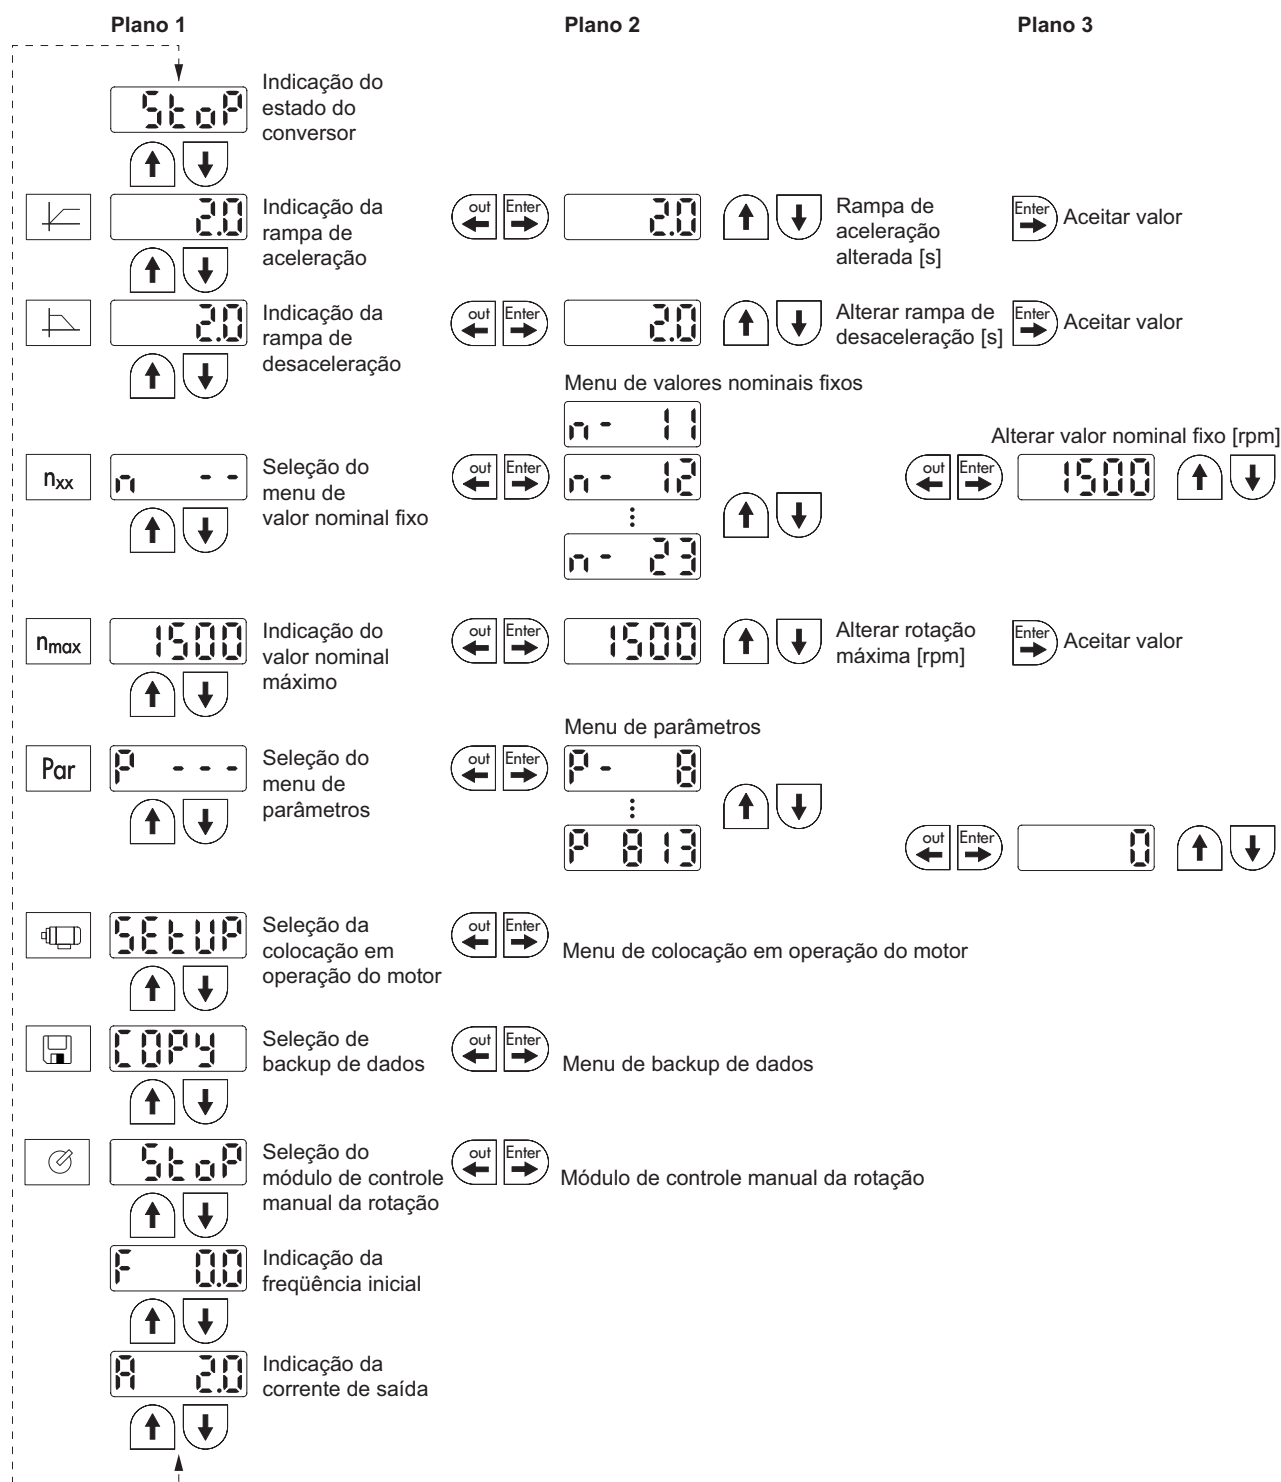 Plano 1
Plano 2
Plano 3
StoP
Indicação do
estado do
conversor
2.0
Indicação da
rampa de
aceleração
out
Enter
2.0
Rampa de
aceleração
alterada [s]
Enter
Aceitar valor
2.0
Indicação da
rampa de
desaceleração
out
Enter
2.0
Alterar rampa de
desaceleração [s]
Enter
Aceitar valor
Menu de valores nominais fixos
n- 11
Alterar valor nominal fixo [rpm]
nxx
n --
Seleção do
menu de
valor nominal fixo
out
Enter
n- 12
n- 23
out
Enter
1500
nmax
1500
Indicação do
valor nominal
máximo
out
Enter
1500
Alterar rotação
máxima [rpm]
Enter
Aceitar valor
Menu de parâmetros
Par
P ---
Seleção do
menu de
parâmetros
out
Enter
P- 8
P 813
out
Enter
0
SEtUP
Seleção da
colocação em
operação do motor
out
Enter
Menu de colocação em operação do motor
COPY
Seleção de
backup de dados
out
Enter
Menu de backup de dados
StoP
Seleção do
módulo de controle
manual da rotação
out
Enter
Módulo de controle manual da rotação
F 0.0
Indicação da
freqüência inicial
A 2.0
Indicação da
corrente de saída